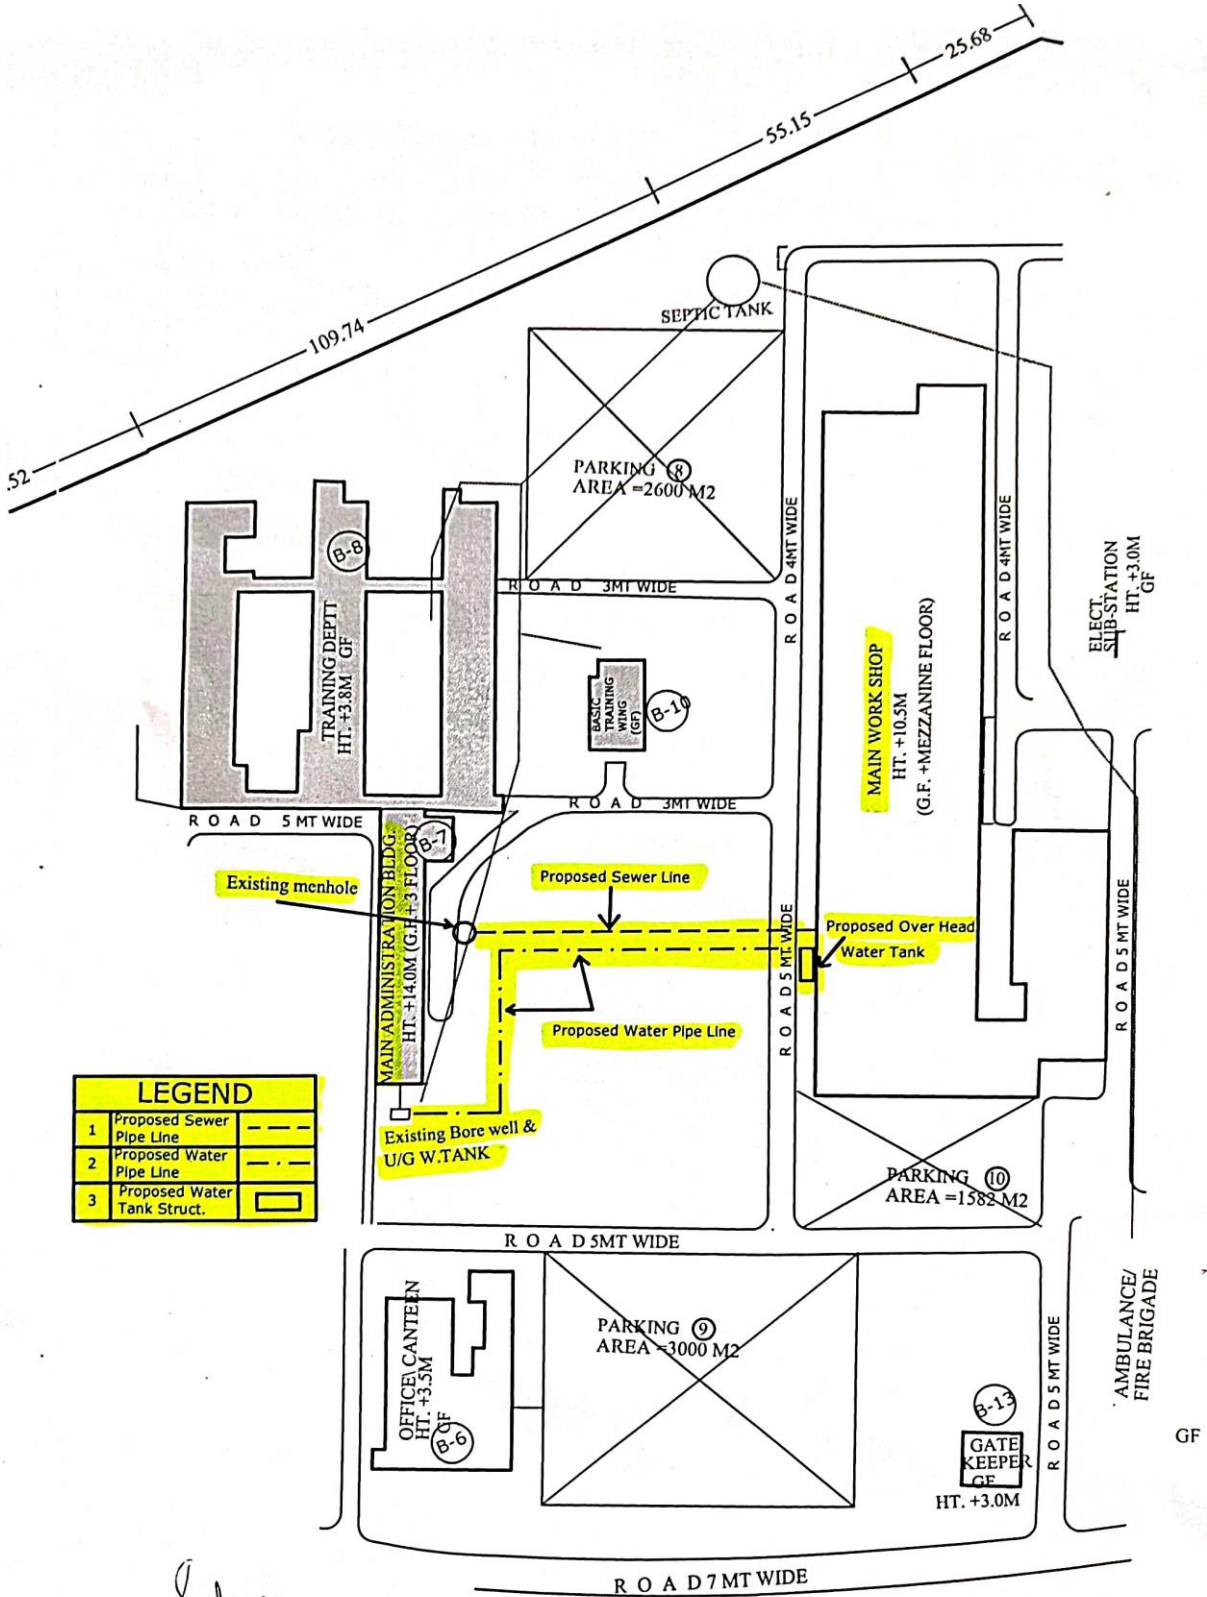 25.68
55.15
109.74
.52
SEPTIC TANK
PARKING 8
AREA =2600 M2
ROAD 4MT WIDE
ROAD 4MT WIDE
ELECT.
SUB-STATION
HT. +3.0M
GF
B-8
TRAINING DEPTT
HT. +3.8M GF
ROAD 3MT WIDE
BASIC
TRAINING
WING
(GF)
B-10
MAIN WORK SHOP
HT. +10.5M
(G.F. +MEZZANINE FLOOR)
ROAD 3MT WIDE
ROAD 5 MT WIDE
B-7
MAIN ADMINISTRATION BLDG.
HT. +14.0M (G.F.+ 3 FLOOR)
Existing menhole
Proposed Sewer Line
ROAD 5 MT. WIDE
Proposed Over Head
Water Tank
ROAD 5 MT WIDE
Proposed Water Pipe Line
LEGEND
1 Proposed Sewer
Pipe Line
2 Proposed Water
Pipe Line
3 Proposed Water
Tank Struct.
Existing Bore well &
U/G W.TANK
PARKING 10
AREA =1582 M2
ROAD 5MT WIDE
OFFICE\ CANTEEN
HT. +3.5M
GF
B-6
PARKING 9
AREA =3000 M2
B-13
GATE
KEEPER
GF
HT. +3.0M
ROAD 5 MT WIDE
AMBULANCE/
FIRE BRIGADE
GF
ROAD 7 MT WIDE